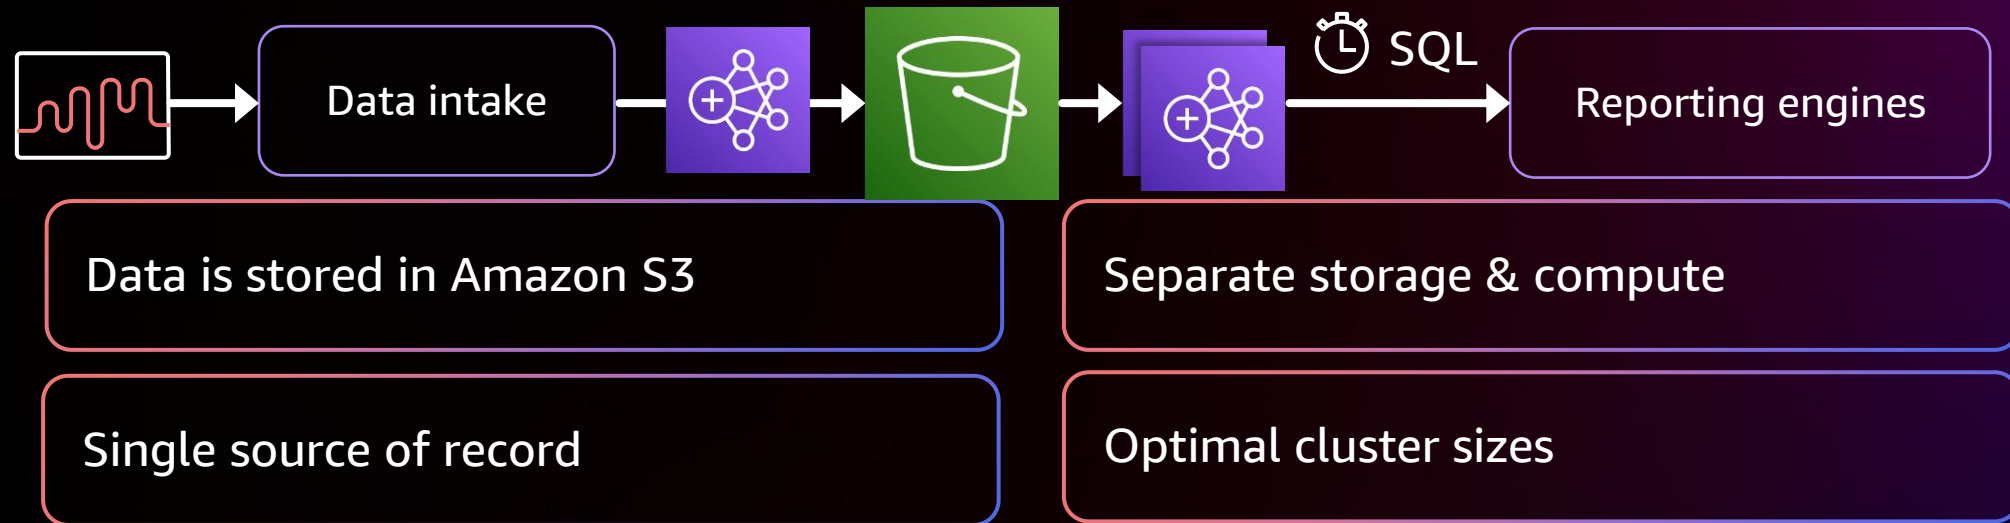 Data intake
SQL
Reporting engines
Data is stored in Amazon S3
Separate storage & compute
Single source of record
Optimal cluster sizes